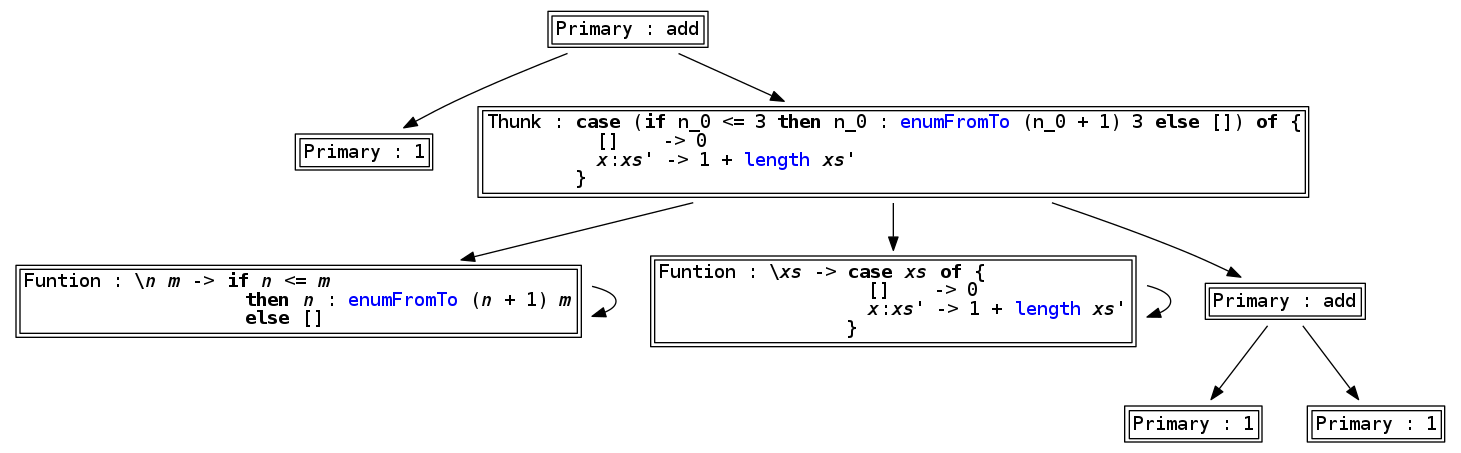 Primary : add
Primary : 1
Thunk : case (if n_0 <= 3 then n_0 : enumFromTo (n_0 + 1) 3 else []) of {
[] -> 0
x:xs' -> 1 + length xs'
}
Funtion : \n m -> if n <= m
then n : enumFromTo (n + 1) m
else []
Funtion : \xs -> case xs of {
[] -> 0
x:xs' -> 1 + length xs'
}
Primary : add
Primary : 1
Primary : 1